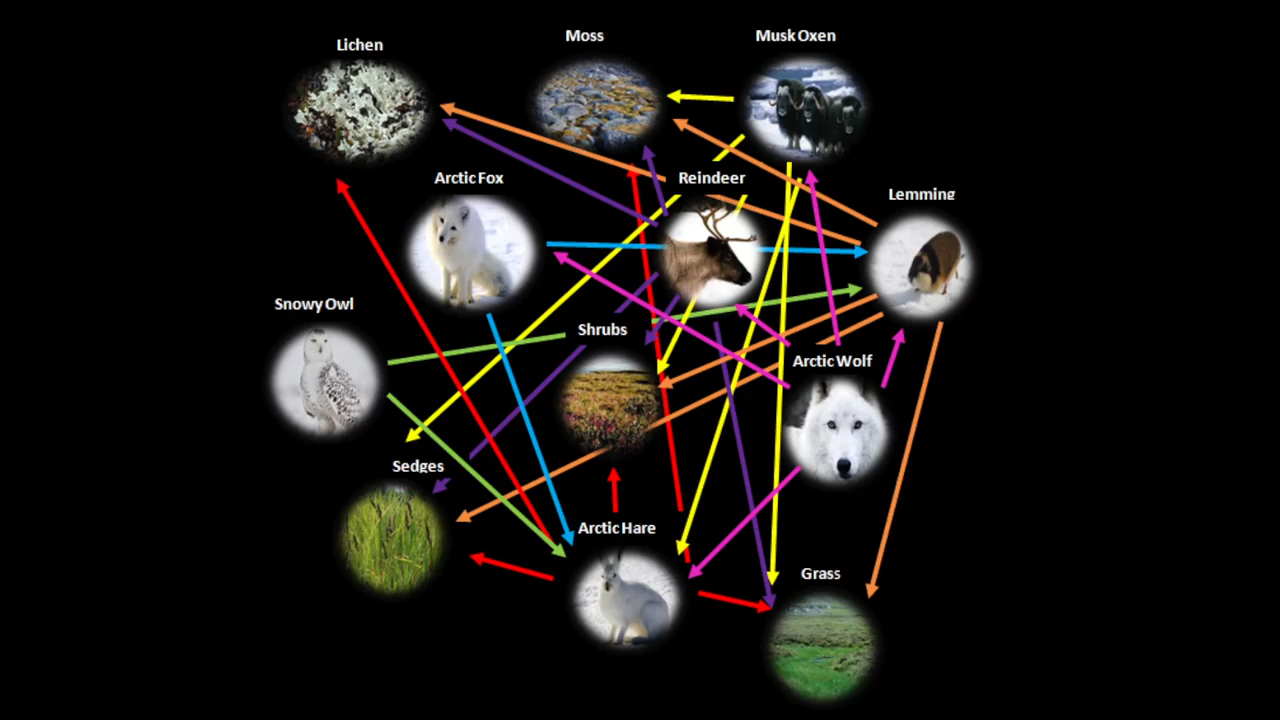 Lichen
Moss
Musk Oxen
Arctic Fox
Reindeer
Lemming
Snowy Owl
Shrubs
Arctic Wolf
Sedges
Arctic Hare
Grass